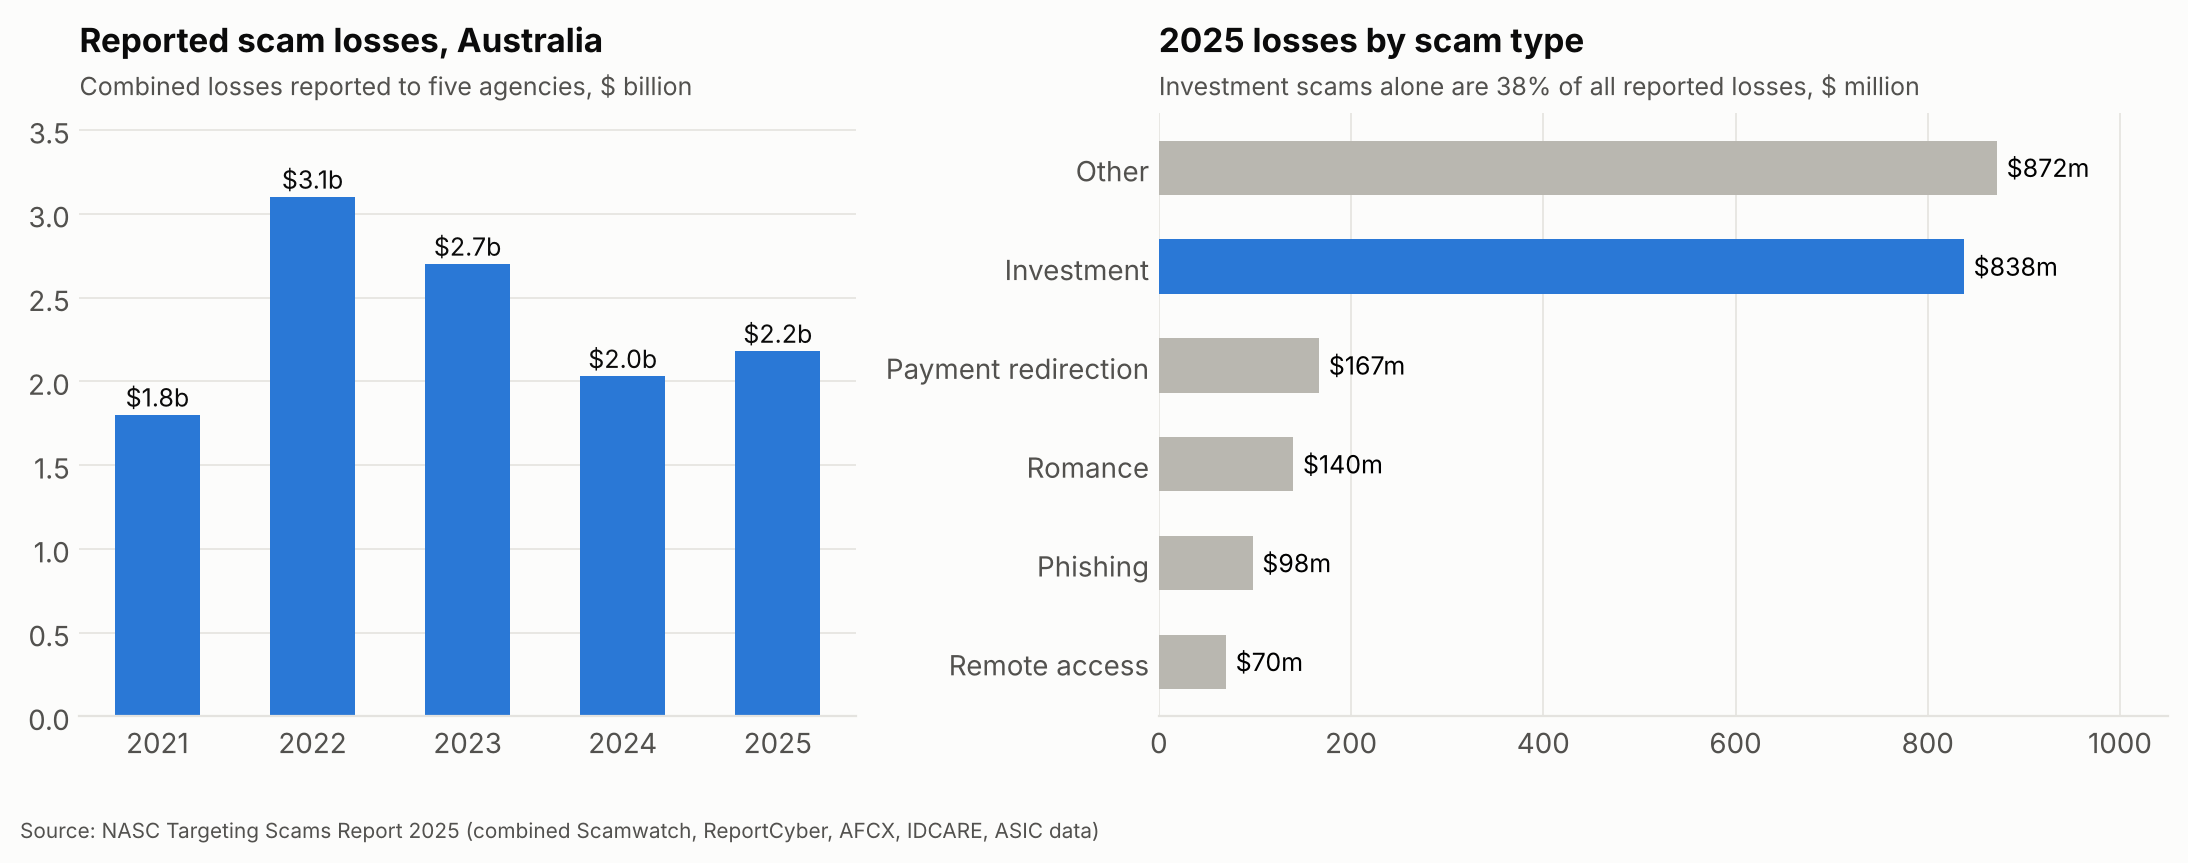 Reported scam losses, Australia
Combined losses reported to five agencies, $ billion
3.5
3.0
2.5
2.0
1.5
1.0
0.5
0.0
$1.8b
$3.1b
$2.7b
$2.0b
$2.2b
2021 2022 2023 2024 2025
2025 losses by scam type
Investment scams alone are 38% of all reported losses, $ million
Other $872m
Investment $838m
Payment redirection $167m
Romance $140m
Phishing $98m
Remote access $70m
0 200 400 600 800 1000
Source: NASC Targeting Scams Report 2025 (combined Scamwatch, ReportCyber, AFCX, IDCARE, ASIC data)